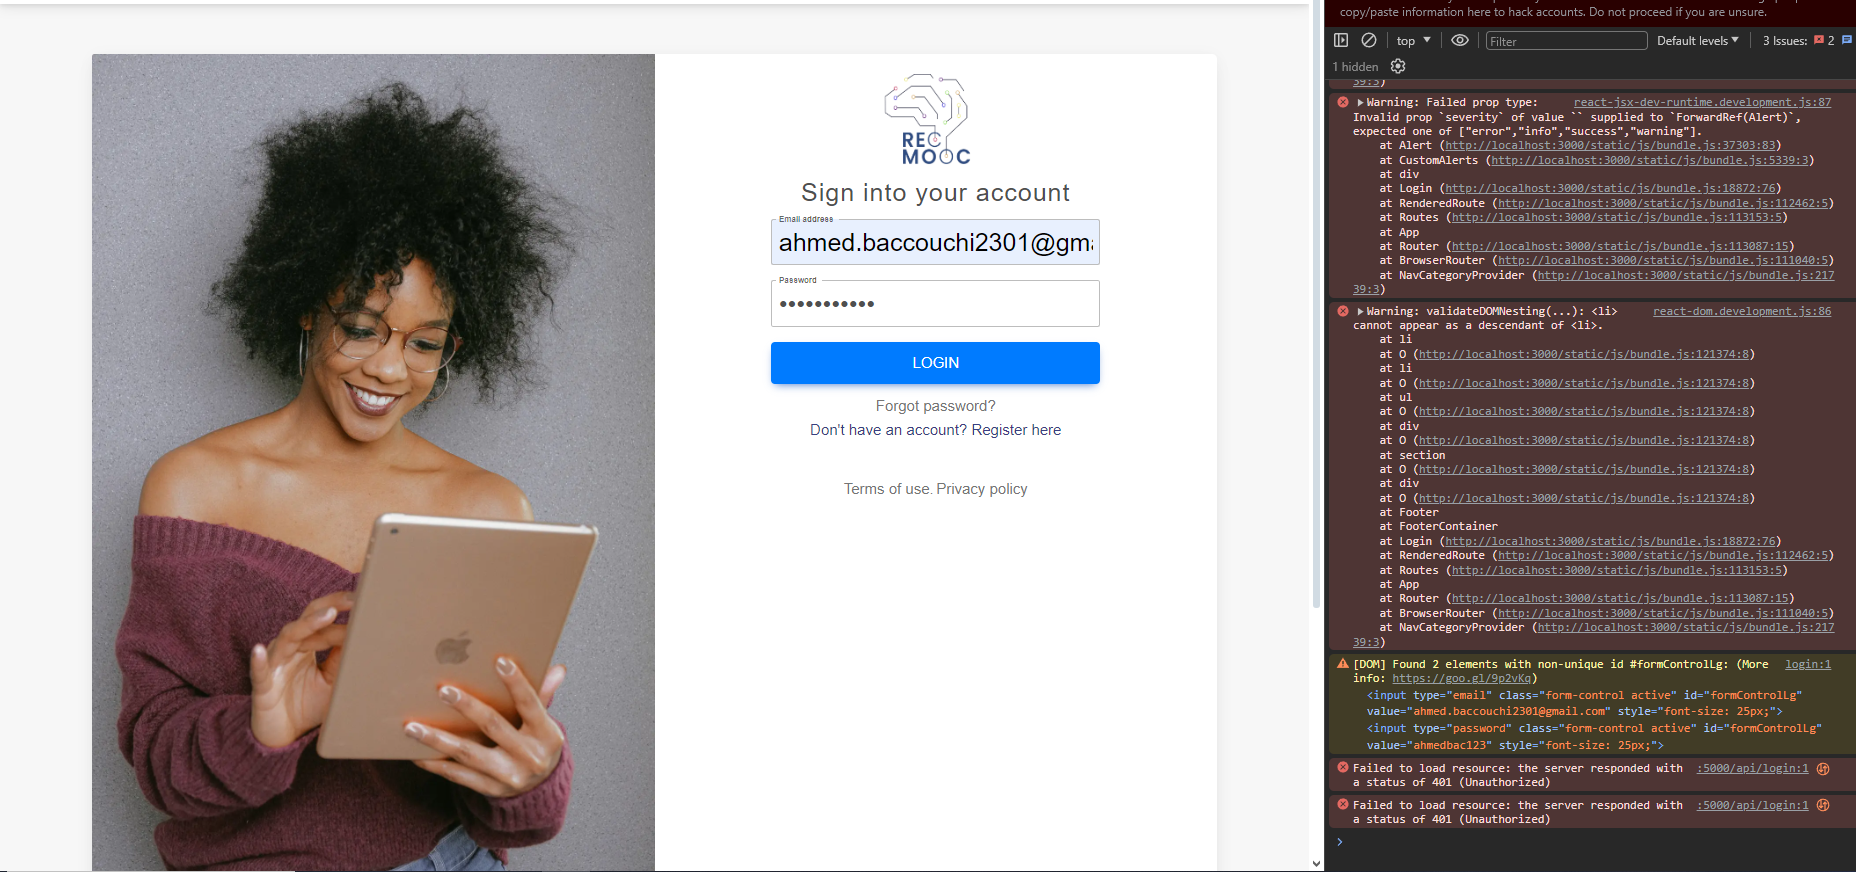 REC
MOOC
Sign into your account
Email address
ahmed.baccouchi2301@gma
Password
•••••••••••
LOGIN
Forgot password?
Don't have an account? Register here
Terms of use. Privacy policy
copy/paste information here to hack accounts. Do not proceed if you are unsure.
top
Filter
Default levels
3 Issues: 2
1 hidden
39:3)
Warning: Failed prop type: react-jsx-dev-runtime.development.js:87
Invalid prop `severity` of value `` supplied to `ForwardRef(Alert)`,
expected one of ["error","info","success","warning"].
at Alert (http://localhost:3000/static/js/bundle.js:37303:83)
at CustomAlerts (http://localhost:3000/static/js/bundle.js:5339:3)
at div
at Login (http://localhost:3000/static/js/bundle.js:18872:76)
at RenderedRoute (http://localhost:3000/static/js/bundle.js:112462:5)
at Routes (http://localhost:3000/static/js/bundle.js:113153:5)
at App
at Router (http://localhost:3000/static/js/bundle.js:113087:15)
at BrowserRouter (http://localhost:3000/static/js/bundle.js:111040:5)
at NavCategoryProvider (http://localhost:3000/static/js/bundle.js:217
39:3)
Warning: validateDOMNesting(...): <li> react-dom.development.js:86
cannot appear as a descendant of <li>.
at li
at O (http://localhost:3000/static/js/bundle.js:121374:8)
at li
at O (http://localhost:3000/static/js/bundle.js:121374:8)
at ul
at O (http://localhost:3000/static/js/bundle.js:121374:8)
at div
at O (http://localhost:3000/static/js/bundle.js:121374:8)
at section
at O (http://localhost:3000/static/js/bundle.js:121374:8)
at div
at O (http://localhost:3000/static/js/bundle.js:121374:8)
at Footer
at FooterContainer
at Login (http://localhost:3000/static/js/bundle.js:18872:76)
at RenderedRoute (http://localhost:3000/static/js/bundle.js:112462:5)
at Routes (http://localhost:3000/static/js/bundle.js:113153:5)
at App
at Router (http://localhost:3000/static/js/bundle.js:113087:15)
at BrowserRouter (http://localhost:3000/static/js/bundle.js:111040:5)
at NavCategoryProvider (http://localhost:3000/static/js/bundle.js:217
39:3)
[DOM] Found 2 elements with non-unique id #formControlLg: (More login:1
info: https://goo.gl/9p2vKq)
<input type="email" class="form-control active" id="formControlLg"
value="ahmed.baccouchi2301@gmail.com" style="font-size: 25px;">
<input type="password" class="form-control active" id="formControlLg"
value="ahmedbac123" style="font-size: 25px;">
Failed to load resource: the server responded with :5000/api/login:1
a status of 401 (Unauthorized)
Failed to load resource: the server responded with :5000/api/login:1
a status of 401 (Unauthorized)